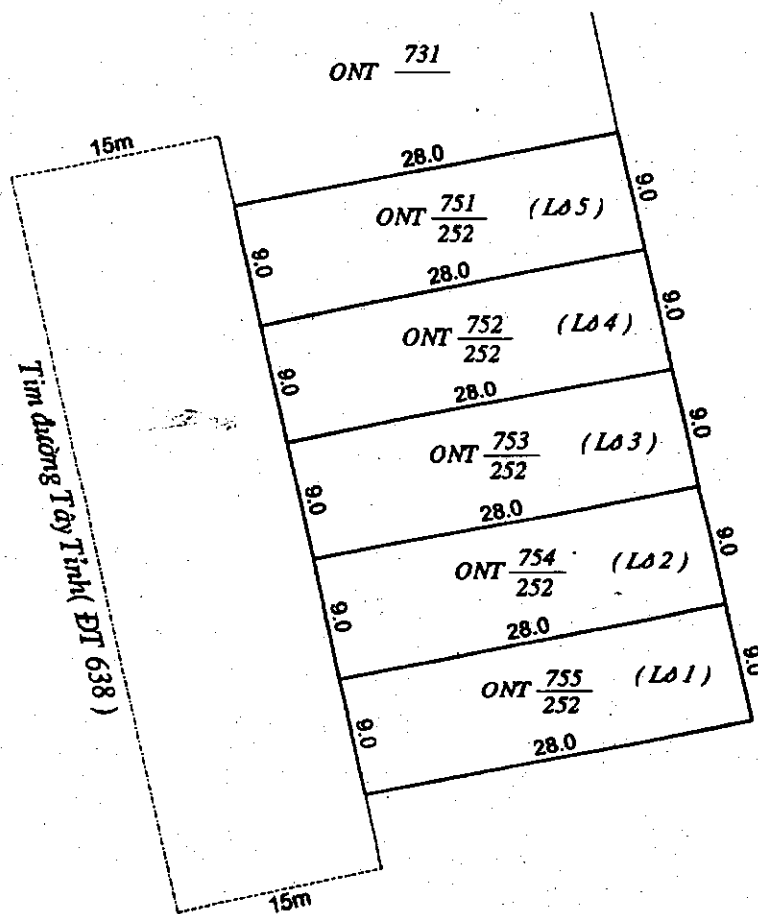 ONT 731
15m
28.0
9.0
ONT 751/252 (Lô 5)
9.0
28.0
9.0
ONT 752/252 (Lô 4)
9.0
28.0
9.0
ONT 753/252 (Lô 3)
9.0
28.0
9.0
ONT 754/252 (Lô 2)
9.0
28.0
9.0
ONT 755/252 (Lô 1)
9.0
28.0
Tim đường Tây Tỉnh ( ĐT 638 )
15m